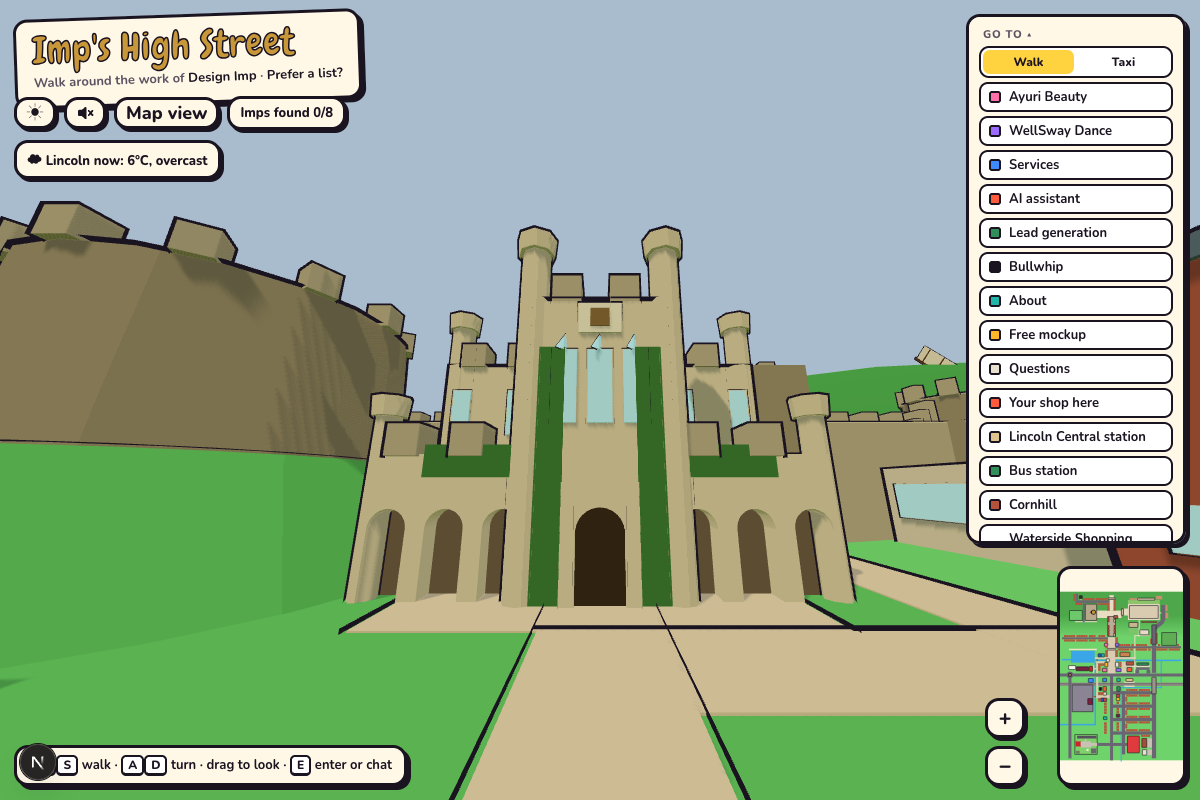 Imp's High Street
Walk around the work of Design Imp · Prefer a list?
Map view
Imps found 0/8
Lincoln now: 6°C, overcast
GO TO
Walk
Taxi
Ayuri Beauty
WellSway Dance
Services
AI assistant
Lead generation
Bullwhip
About
Free mockup
Questions
Your shop here
Lincoln Central station
Bus station
Cornhill
Waterside Shopping
N S walk · A D turn · drag to look · E enter or chat
+
−